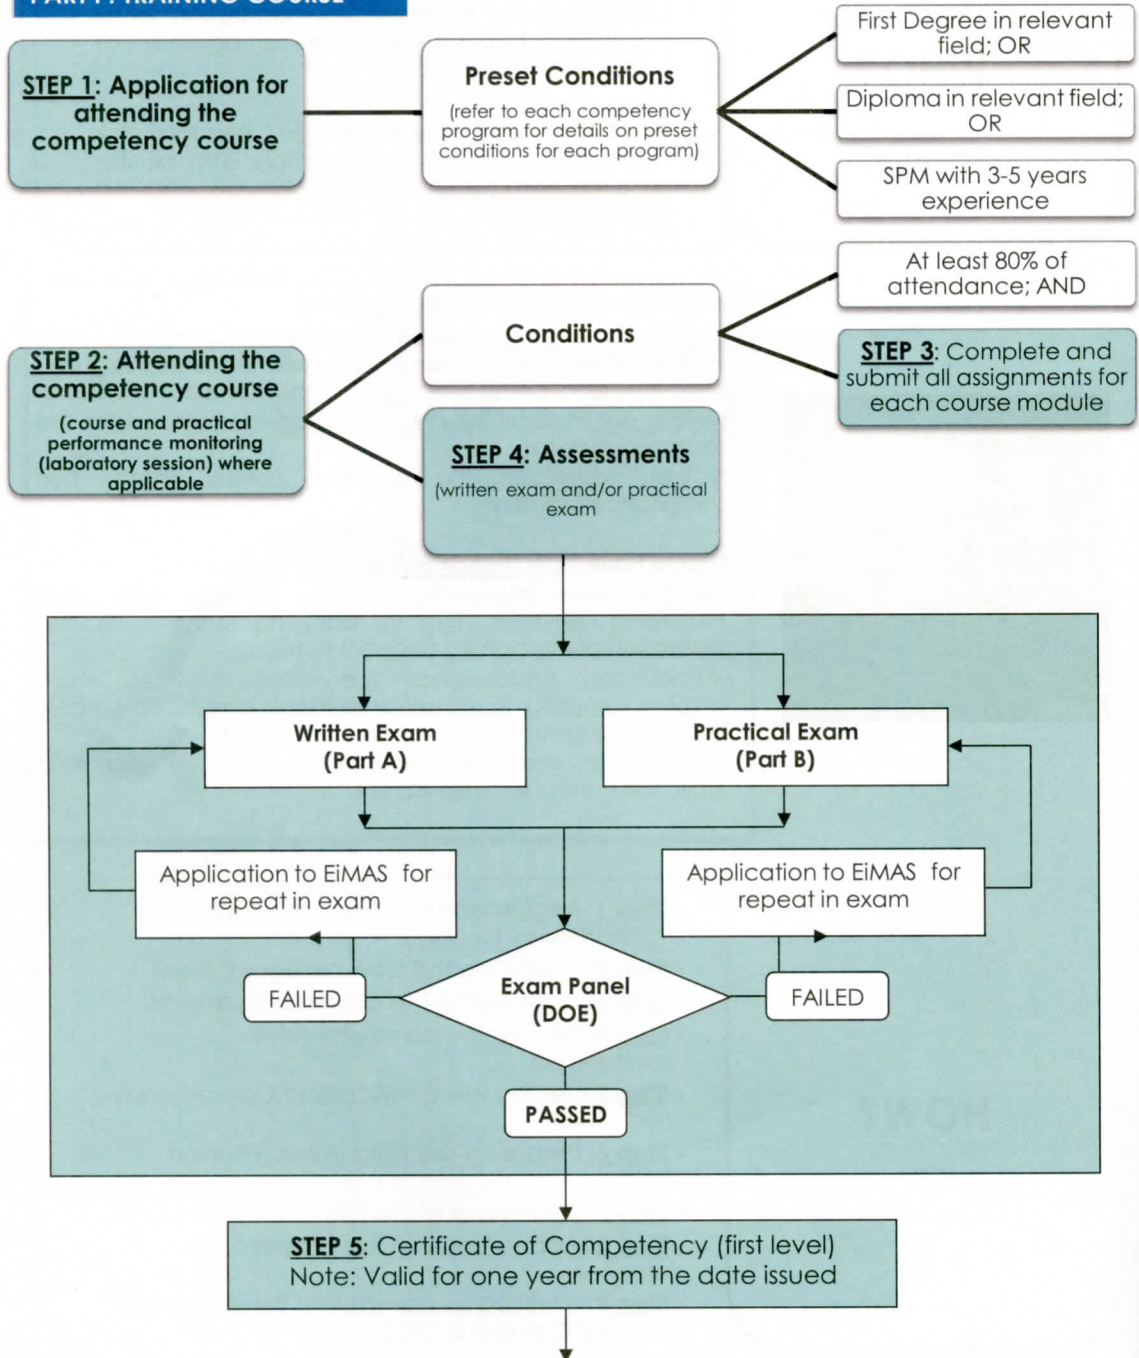 PART I : TRAINING COURSE
STEP 1: Application for
attending the
competency course
Preset Conditions
(refer to each competency
program for details on preset
conditions for each program)
First Degree in relevant
field; OR
Diploma in relevant field;
OR
SPM with 3-5 years
experience
STEP 2: Attending the
competency course
(course and practical
performance monitoring
(laboratory session) where
applicable
Conditions
At least 80% of
attendance; AND
STEP 3: Complete and
submit all assignments for
each course module
STEP 4: Assessments
(written exam and/or practical
exam
Written Exam
(Part A)
Practical Exam
(Part B)
Application to EiMAS for
repeat in exam
Application to EiMAS for
repeat in exam
FAILED
Exam Panel
(DOE)
FAILED
PASSED
STEP 5: Certificate of Competency (first level)
Note: Valid for one year from the date issued
HOW?